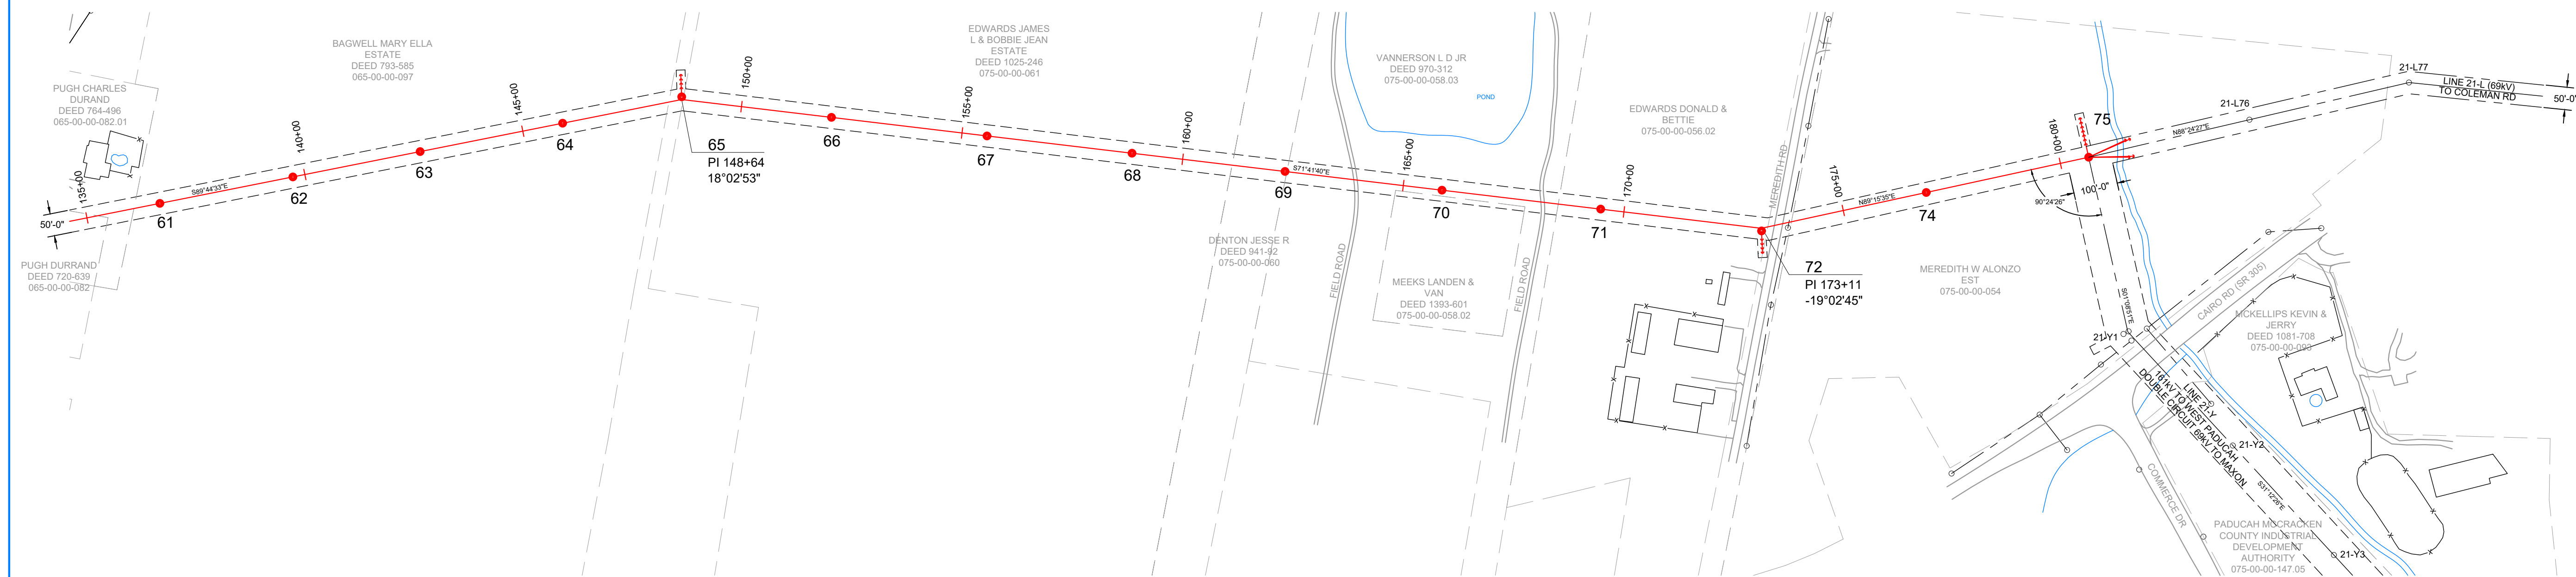 PUGH CHARLES
DURAND
DEED 764-496
065-00-00-082.01
BAGWELL MARY ELLA
ESTATE
DEED 793-585
065-00-00-097
EDWARDS JAMES
L & BOBBIE JEAN
ESTATE
DEED 1025-246
075-00-00-061
VANNERSON L D JR
DEED 970-312
075-00-00-058.03
POND
EDWARDS DONALD &
BETTIE
075-00-00-056.02
MEREDITH RD
21-L77
LINE 21-L (69kV)
TO COLEMAN RD
50'-0"
21-L76
N88°24'27"E
75
180+00
100'-0"
90°24'26"
135+00
140+00
145+00
150+00
155+00
160+00
165+00
170+00
175+00
50'-0"
S89°44'33"E
61
62
63
64
65
PI 148+64
18°02'53"
66
67
68
69
S71°41'40"E
70
71
72
PI 173+11
-19°02'45"
N89°15'35"E
74
PUGH DURRAND
DEED 720-639
065-00-00-082
DENTON JESSE R
DEED 941-92
075-00-00-060
FIELD ROAD
MEEKS LANDEN &
VAN
DEED 1393-601
075-00-00-058.02
FIELD ROAD
MEREDITH W ALONZO
EST
075-00-00-054
S01°08'51"E
CAIRO RD (SR 305)
MCKELLIPS KEVIN &
JERRY
DEED 1081-708
075-00-00-093
21-Y1
LINE 21-Y
161kV TO WEST PADUCAH
DOUBLE CIRCUIT 69kV TO MAXON
21-Y2
S31°12'26"E
COMMERCE DR
21-Y3
PADUCAH MCCRACKEN
COUNTY INDUSTRIAL
DEVELOPMENT
AUTHORITY
075-00-00-147.05